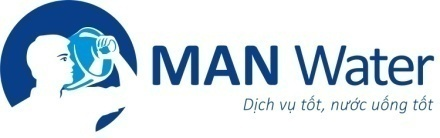 MAN Water
Dịch vụ tốt, nước uống tốt